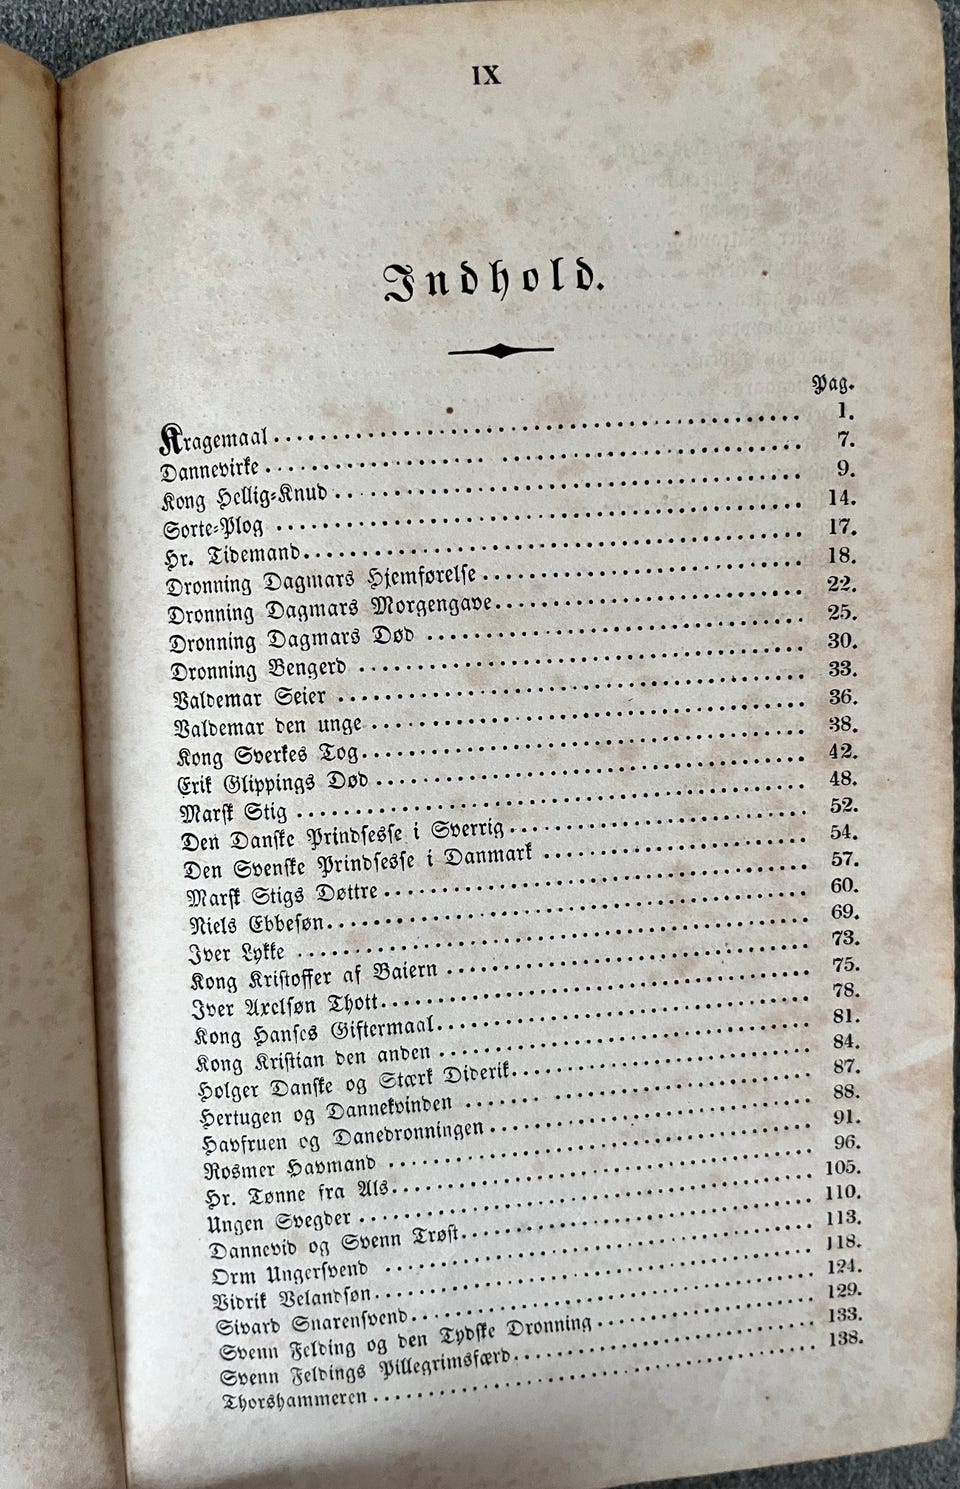 IX
Indhold.
Pag.
Kragemaal 1.
Dannevirke 7.
Kong Hellig-Knud 9.
Sorte-Plog 14.
Hr. Tidemand 17.
Dronning Dagmars Hjemførelse 18.
Dronning Dagmars Morgengave 22.
Dronning Dagmars Død 25.
Dronning Bengerd 30.
Valdemar Seier 33.
Valdemar den unge 36.
Kong Sverkes Tog 38.
Erik Glippings Død 42.
Marsk Stig 48.
Den Danske Prindsesse i Sverrig 52.
Den Svenske Prindsesse i Danmark 54.
Marsk Stigs Døttre 57.
Niels Ebbesøn 60.
Iver Lykke 69.
Kong Kristoffer af Baiern 73.
Iver Axelsøn Thott 75.
Kong Hanses Giftermaal 78.
Kong Kristian den anden 81.
Holger Danske og Stærk Diderik 84.
Hertugen og Dannekvinden 87.
Havfruen og Danedronningen 88.
Rosmer Havmand 91.
Hr. Tønne fra Als 96.
Ungen Svegder 105.
Dannevid og Svenn Trøst 110.
Orm Ungersvend 113.
Vidrik Velandsøn 118.
Sivard Snarensvend 124.
Svenn Felding og den Tydske Dronning 129.
Svenn Feldings Pillegrimsfærd 133.
Thorshammeren 138.